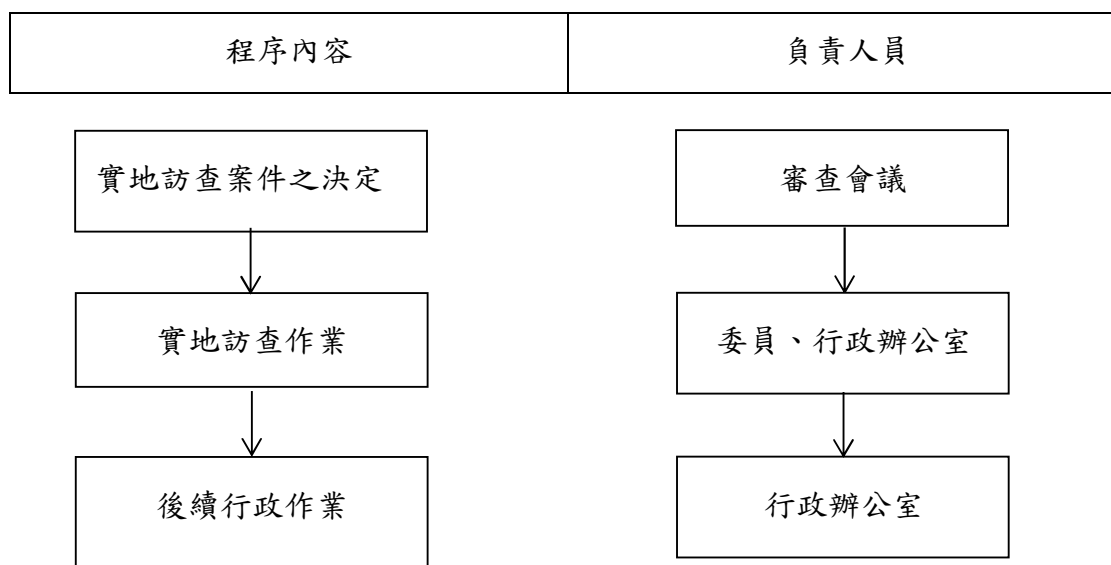 程序內容 負責人員
實地訪查案件之決定 審查會議
實地訪查作業 委員、行政辦公室
後續行政作業 行政辦公室